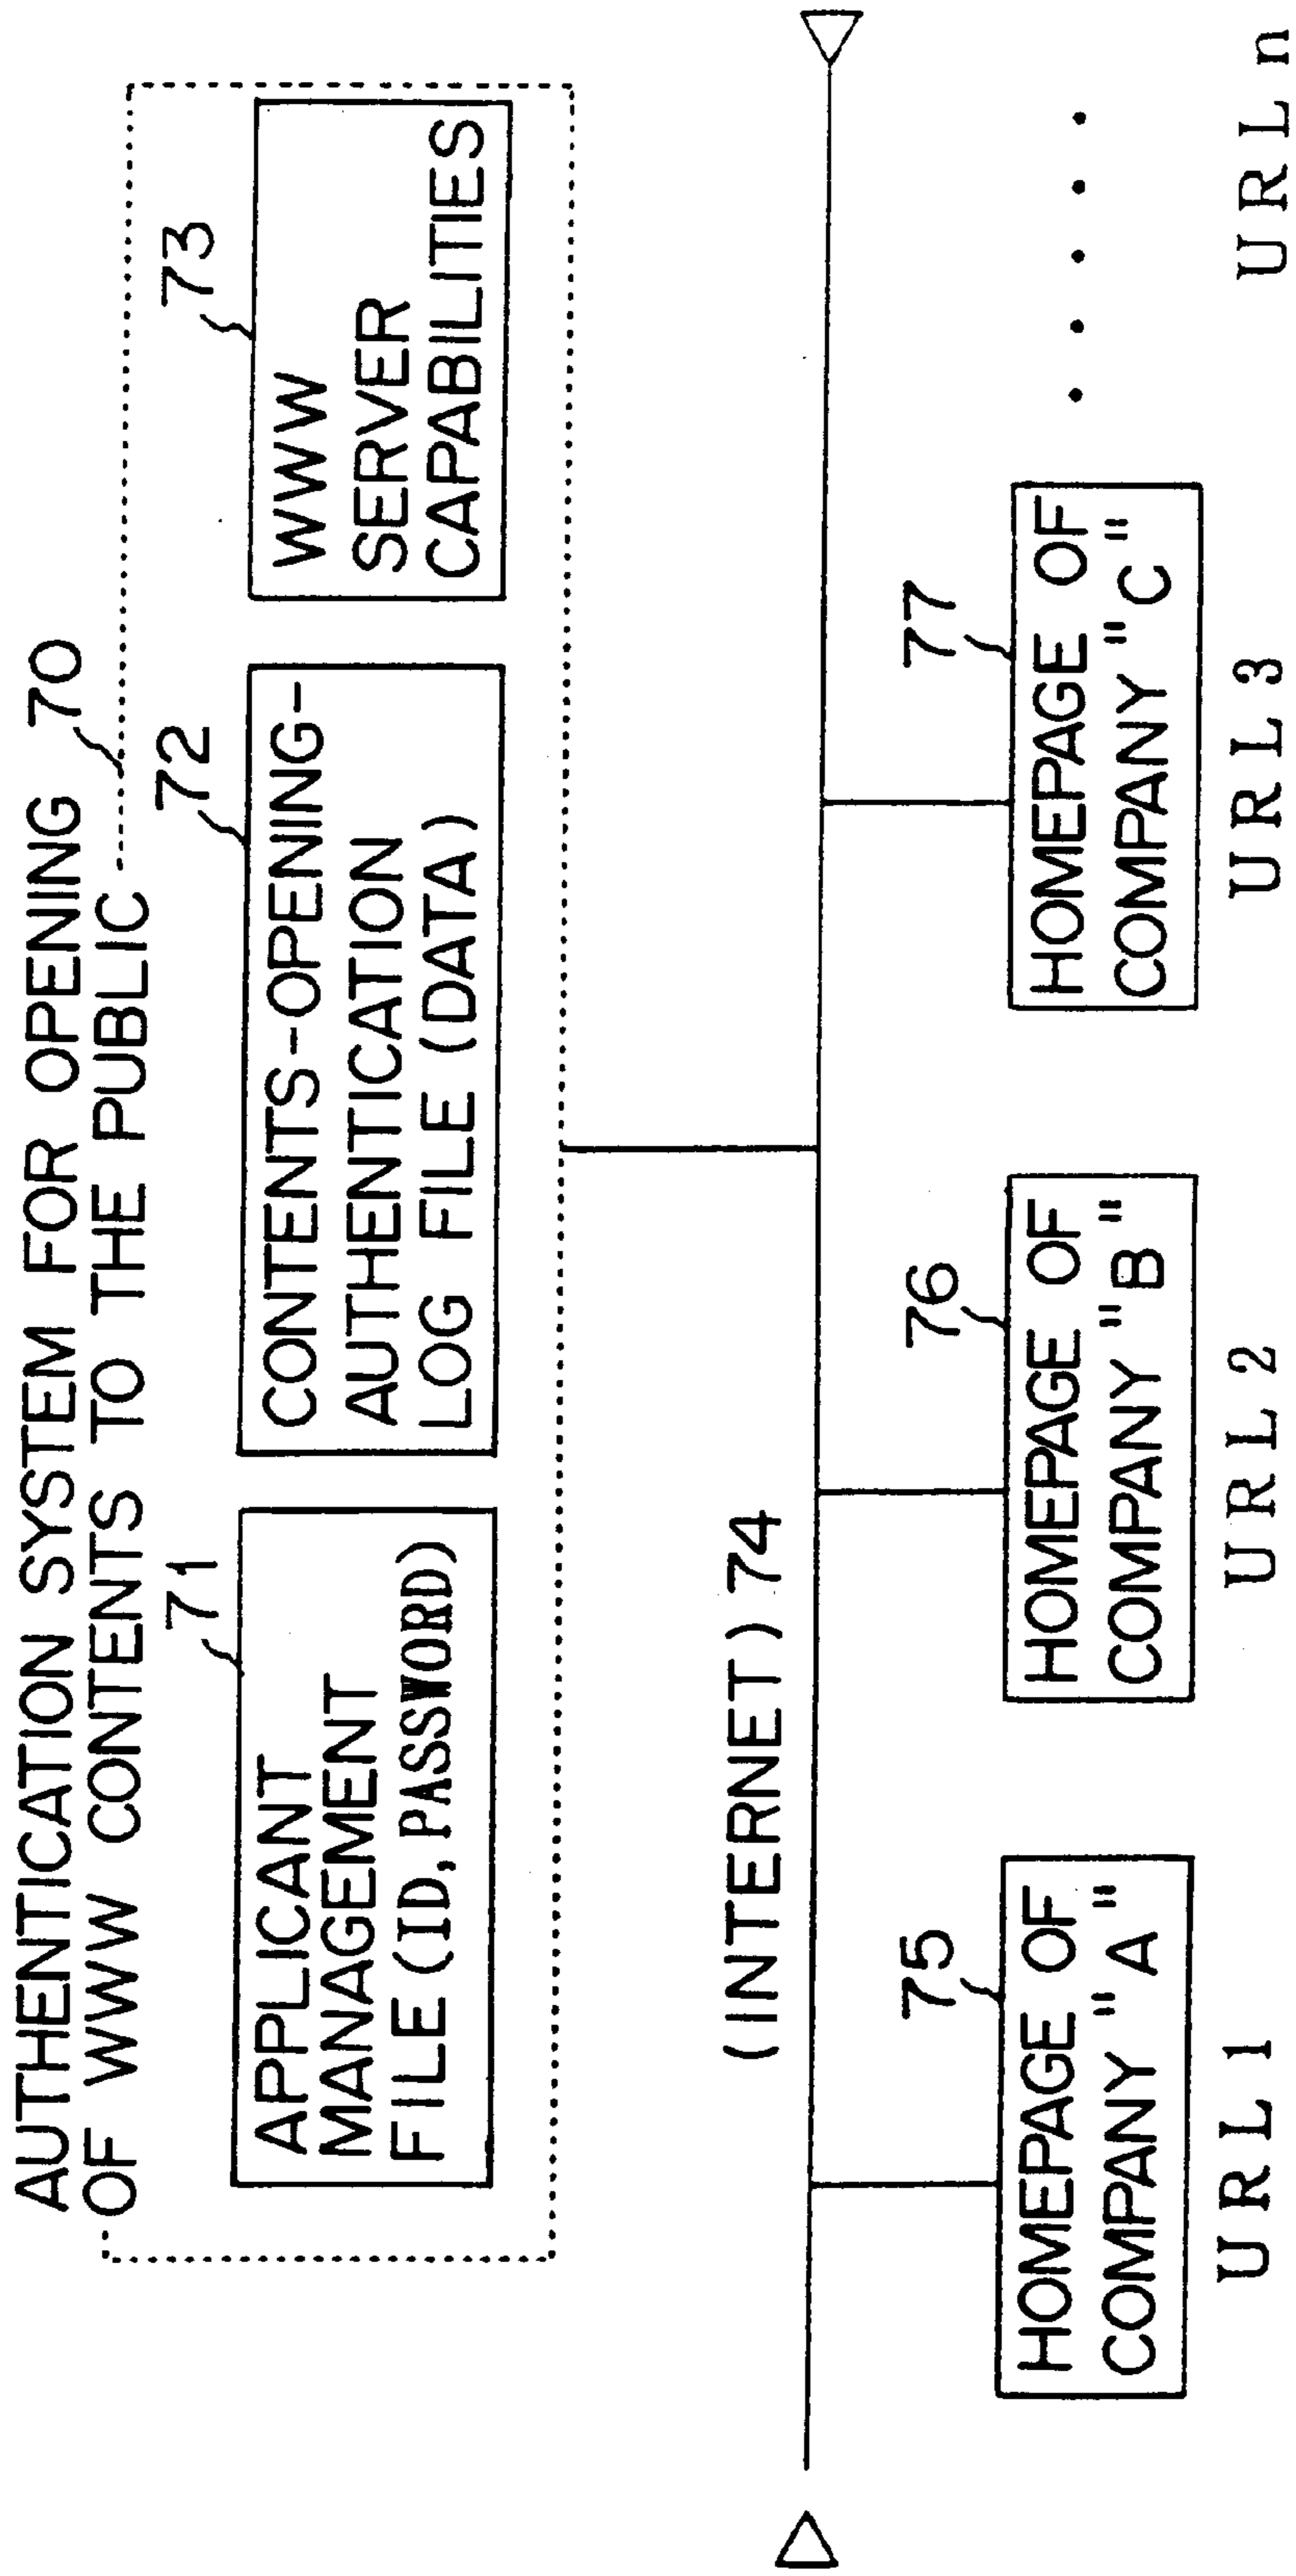 AUTHENTICATION SYSTEM FOR OPENING 70
OF WWW CONTENTS TO THE PUBLIC
71
APPLICANT
MANAGEMENT
FILE (ID, PASSWORD)
72
CONTENTS-OPENING-
AUTHENTICATION
LOG FILE (DATA)
73
WWW
SERVER
CAPABILITIES
(INTERNET) 74
75
HOMEPAGE OF
COMPANY "A"
URL1
76
HOMEPAGE OF
COMPANY "B"
URL2
77
HOMEPAGE OF
COMPANY "C"
URL3
URLn